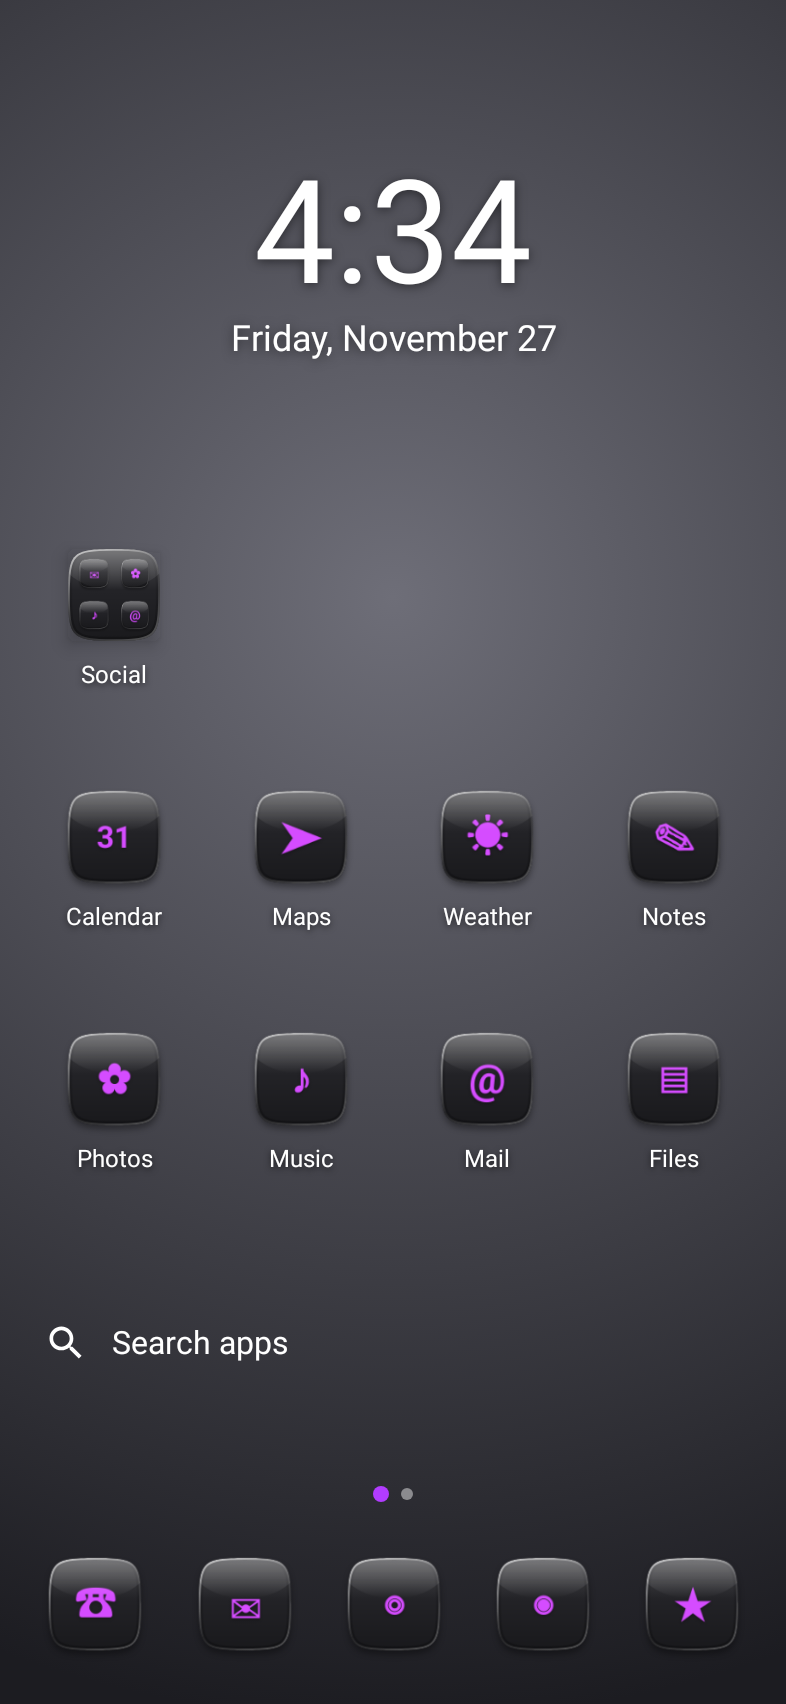 4:34
Friday, November 27
@
Social
31
Calendar
Maps
Weather
Notes
@
Photos
Music
Mail
Files
Search apps